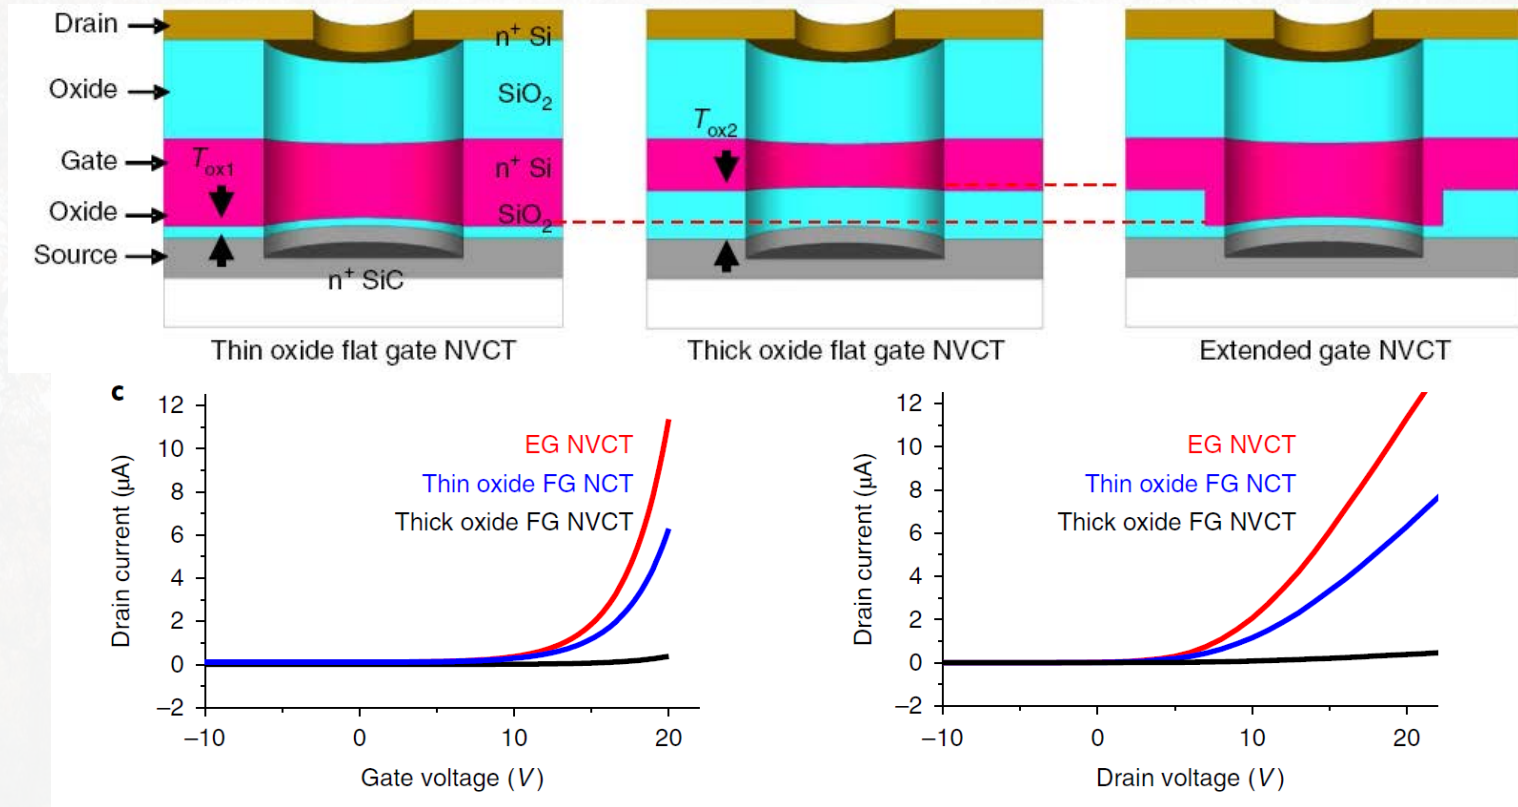 Drain
n⁺ Si
Oxide
SiO₂
Gate
Tox1
n⁺ Si
Oxide
SiO₂
Source
n⁺ SiC
Tox2
Thin oxide flat gate NVCT
Thick oxide flat gate NVCT
Extended gate NVCT
c
12
10
8
6
4
2
0
−2
−10
0
10
20
Drain current (μA)
Gate voltage (V)
EG NVCT
Thin oxide FG NCT
Thick oxide FG NVCT
12
10
8
6
4
2
0
−2
−10
0
10
20
Drain current (μA)
Drain voltage (V)
EG NVCT
Thin oxide FG NCT
Thick oxide FG NVCT